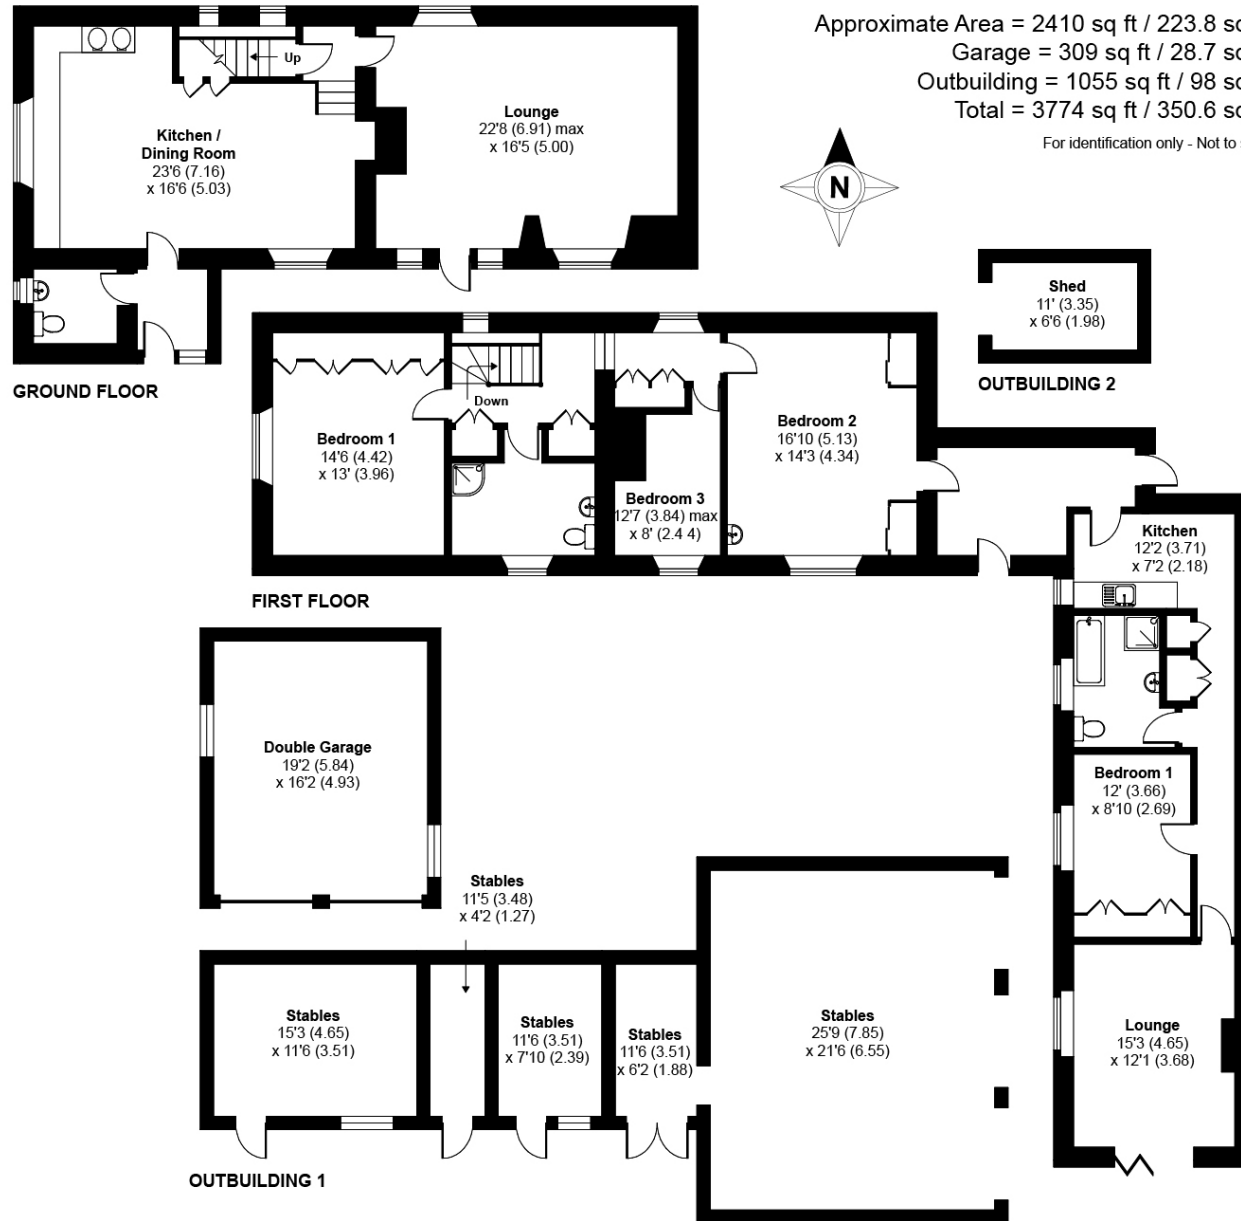 Approximate Area = 2410 sq ft / 223.8 sq
Garage = 309 sq ft / 28.7 sq
Outbuilding = 1055 sq ft / 98 sq
Total = 3774 sq ft / 350.6 sq
For identification only - Not to
N
Up
Kitchen /
Dining Room
23'6 (7.16)
x 16'6 (5.03)
Lounge
22'8 (6.91) max
x 16'5 (5.00)
GROUND FLOOR
Shed
11' (3.35)
x 6'6 (1.98)
OUTBUILDING 2
Down
Bedroom 1
14'6 (4.42)
x 13' (3.96)
Bedroom 3
12'7 (3.84) max
x 8' (2.4 4)
Bedroom 2
16'10 (5.13)
x 14'3 (4.34)
FIRST FLOOR
Kitchen
12'2 (3.71)
x 7'2 (2.18)
Bedroom 1
12' (3.66)
x 8'10 (2.69)
Lounge
15'3 (4.65)
x 12'1 (3.68)
Double Garage
19'2 (5.84)
x 16'2 (4.93)
Stables
11'5 (3.48)
x 4'2 (1.27)
Stables
15'3 (4.65)
x 11'6 (3.51)
Stables
11'6 (3.51)
x 7'10 (2.39)
Stables
11'6 (3.51)
x 6'2 (1.88)
Stables
25'9 (7.85)
x 21'6 (6.55)
OUTBUILDING 1